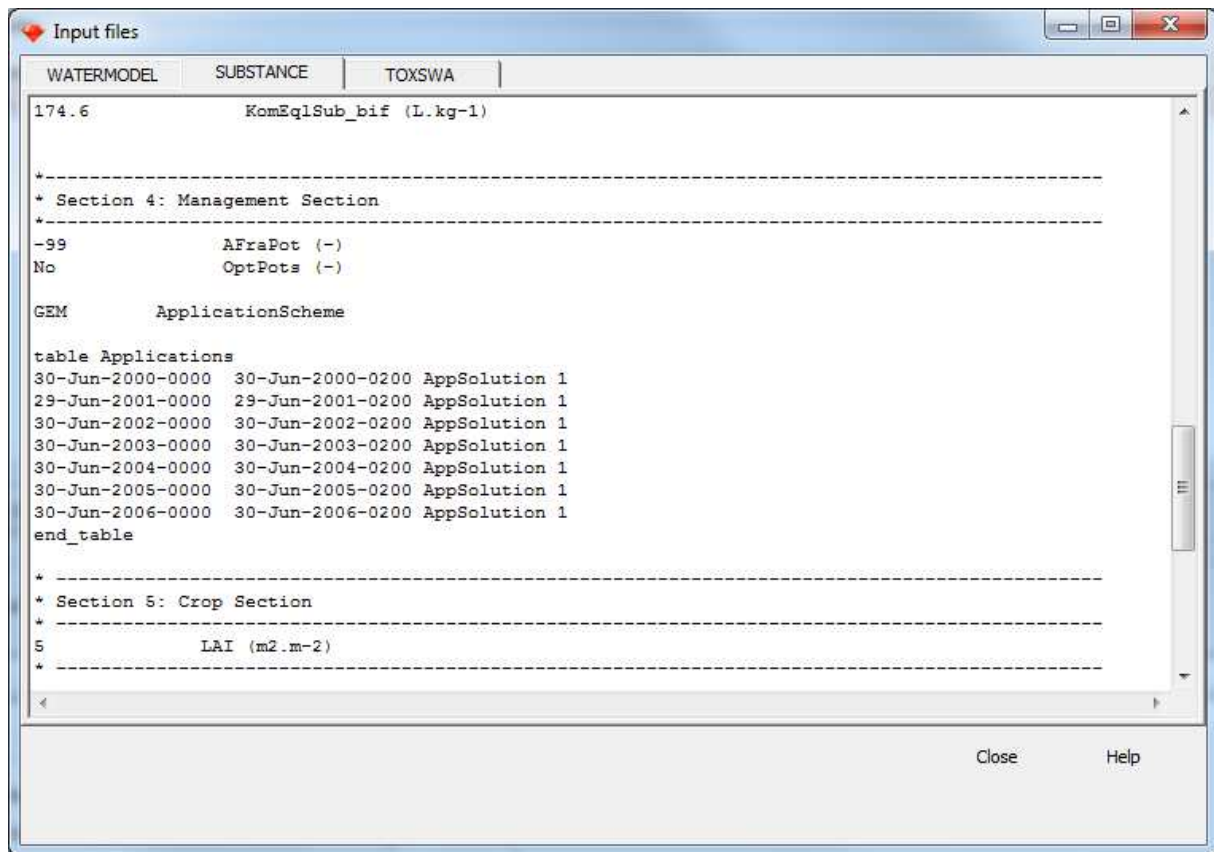 Input files
WATERMODEL SUBSTANCE TOXSWA
174.6 KomEqlSub_bif (L.kg-1)
*-----------------------------------------------------------------------------------------------
* Section 4: Management Section
*-----------------------------------------------------------------------------------------------
-99 AFraPot (-)
No OptPots (-)
GEM ApplicationScheme
table Applications
30-Jun-2000-0000 30-Jun-2000-0200 AppSolution 1
29-Jun-2001-0000 29-Jun-2001-0200 AppSolution 1
30-Jun-2002-0000 30-Jun-2002-0200 AppSolution 1
30-Jun-2003-0000 30-Jun-2003-0200 AppSolution 1
30-Jun-2004-0000 30-Jun-2004-0200 AppSolution 1
30-Jun-2005-0000 30-Jun-2005-0200 AppSolution 1
30-Jun-2006-0000 30-Jun-2006-0200 AppSolution 1
end_table
* ----------------------------------------------------------------------------------------------
* Section 5: Crop Section
* ----------------------------------------------------------------------------------------------
5 LAI (m2.m-2)
* ----------------------------------------------------------------------------------------------
Close Help